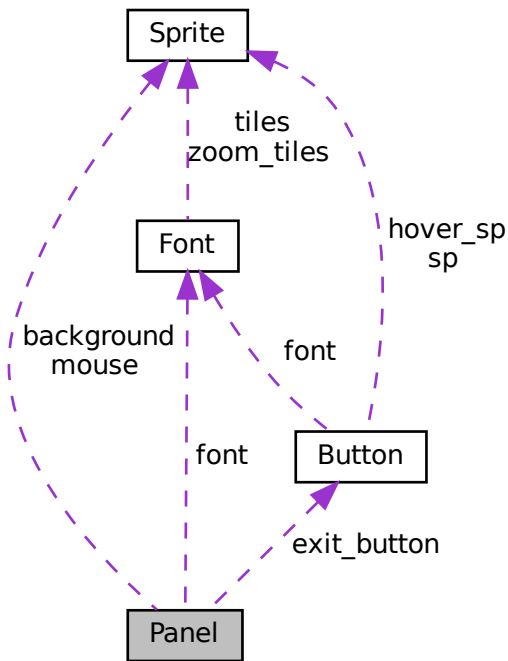 Sprite
tiles
zoom_tiles
hover_sp
sp
Font
background
mouse
font
font
Button
exit_button
Panel